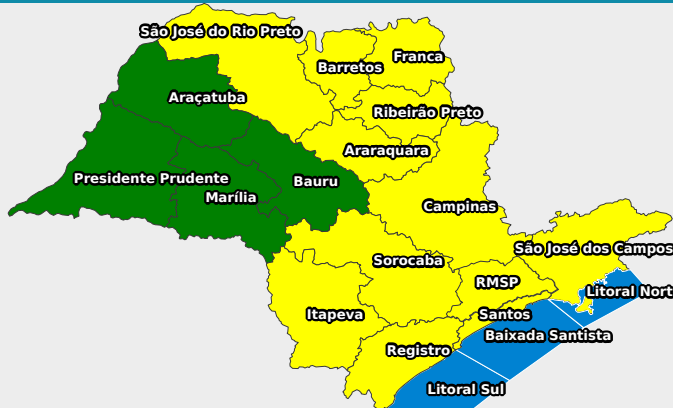 São José do Rio Preto
Franca
Barretos
Araçatuba
Ribeirão Preto
Araraquara
Presidente Prudente
Bauru
Marília
Campinas
São José dos Campos
Sorocaba
RMSP
Litoral Nort
Itapeva
Santos
Baixada Santista
Registro
Litoral Sul